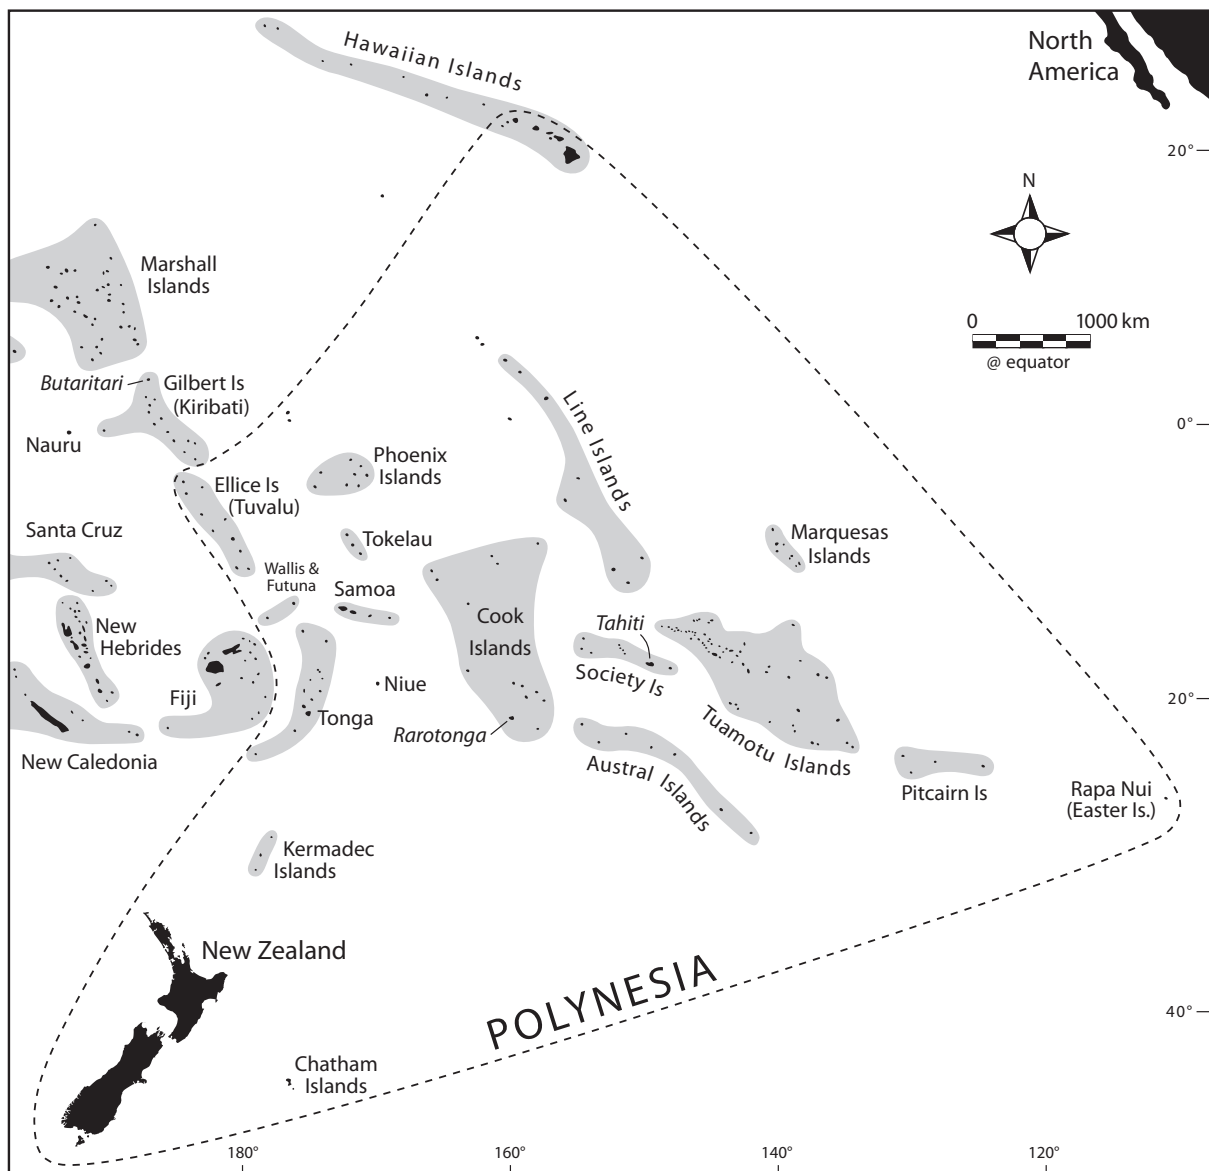 Hawaiian Islands
North
America
20°
N
Marshall
Islands
0
1000 km
@ equator
Butaritari
Gilbert Is
(Kiribati)
Nauru
Line Islands
0°
Phoenix
Islands
Ellice Is
(Tuvalu)
Santa Cruz
Tokelau
Marquesas
Islands
Wallis &
Futuna
Samoa
Cook
Islands
Tahiti
New
Hebrides
Society Is
Fiji
Niue
Tonga
20°
Rarotonga
Tuamotu Islands
New Caledonia
Austral Islands
Pitcairn Is
Rapa Nui
(Easter Is.)
Kermadec
Islands
New Zealand
POLYNESIA
40°
Chatham
Islands
180°
160°
140°
120°